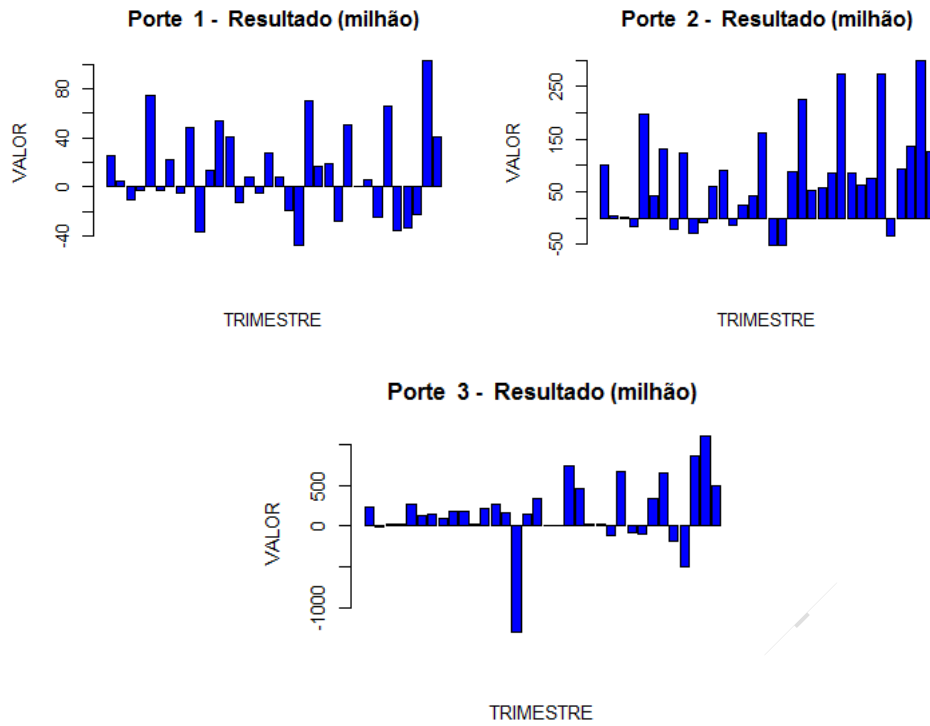 Porte 1 - Resultado (milhão)
VALOR
80
40
0
-40
TRIMESTRE
Porte 2 - Resultado (milhão)
VALOR
250
150
50
-50
TRIMESTRE
Porte 3 - Resultado (milhão)
VALOR
500
0
-1000
TRIMESTRE